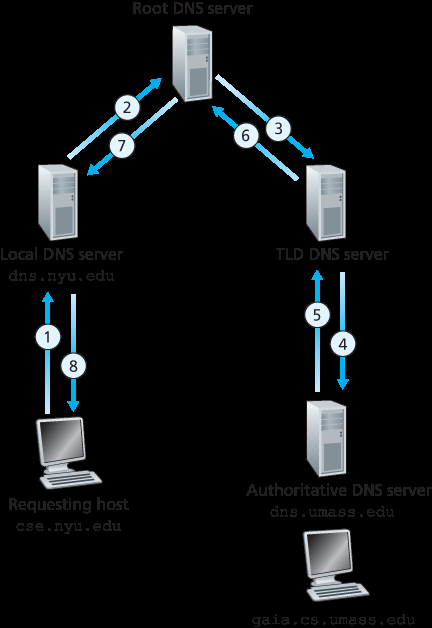 Root DNS server
2
3
7
6
Local DNS server
dns.nyu.edu
TLD DNS server
1
8
5
4
Requesting host
cse.nyu.edu
Authoritative DNS server
dns.umass.edu
gaia.cs.umass.edu